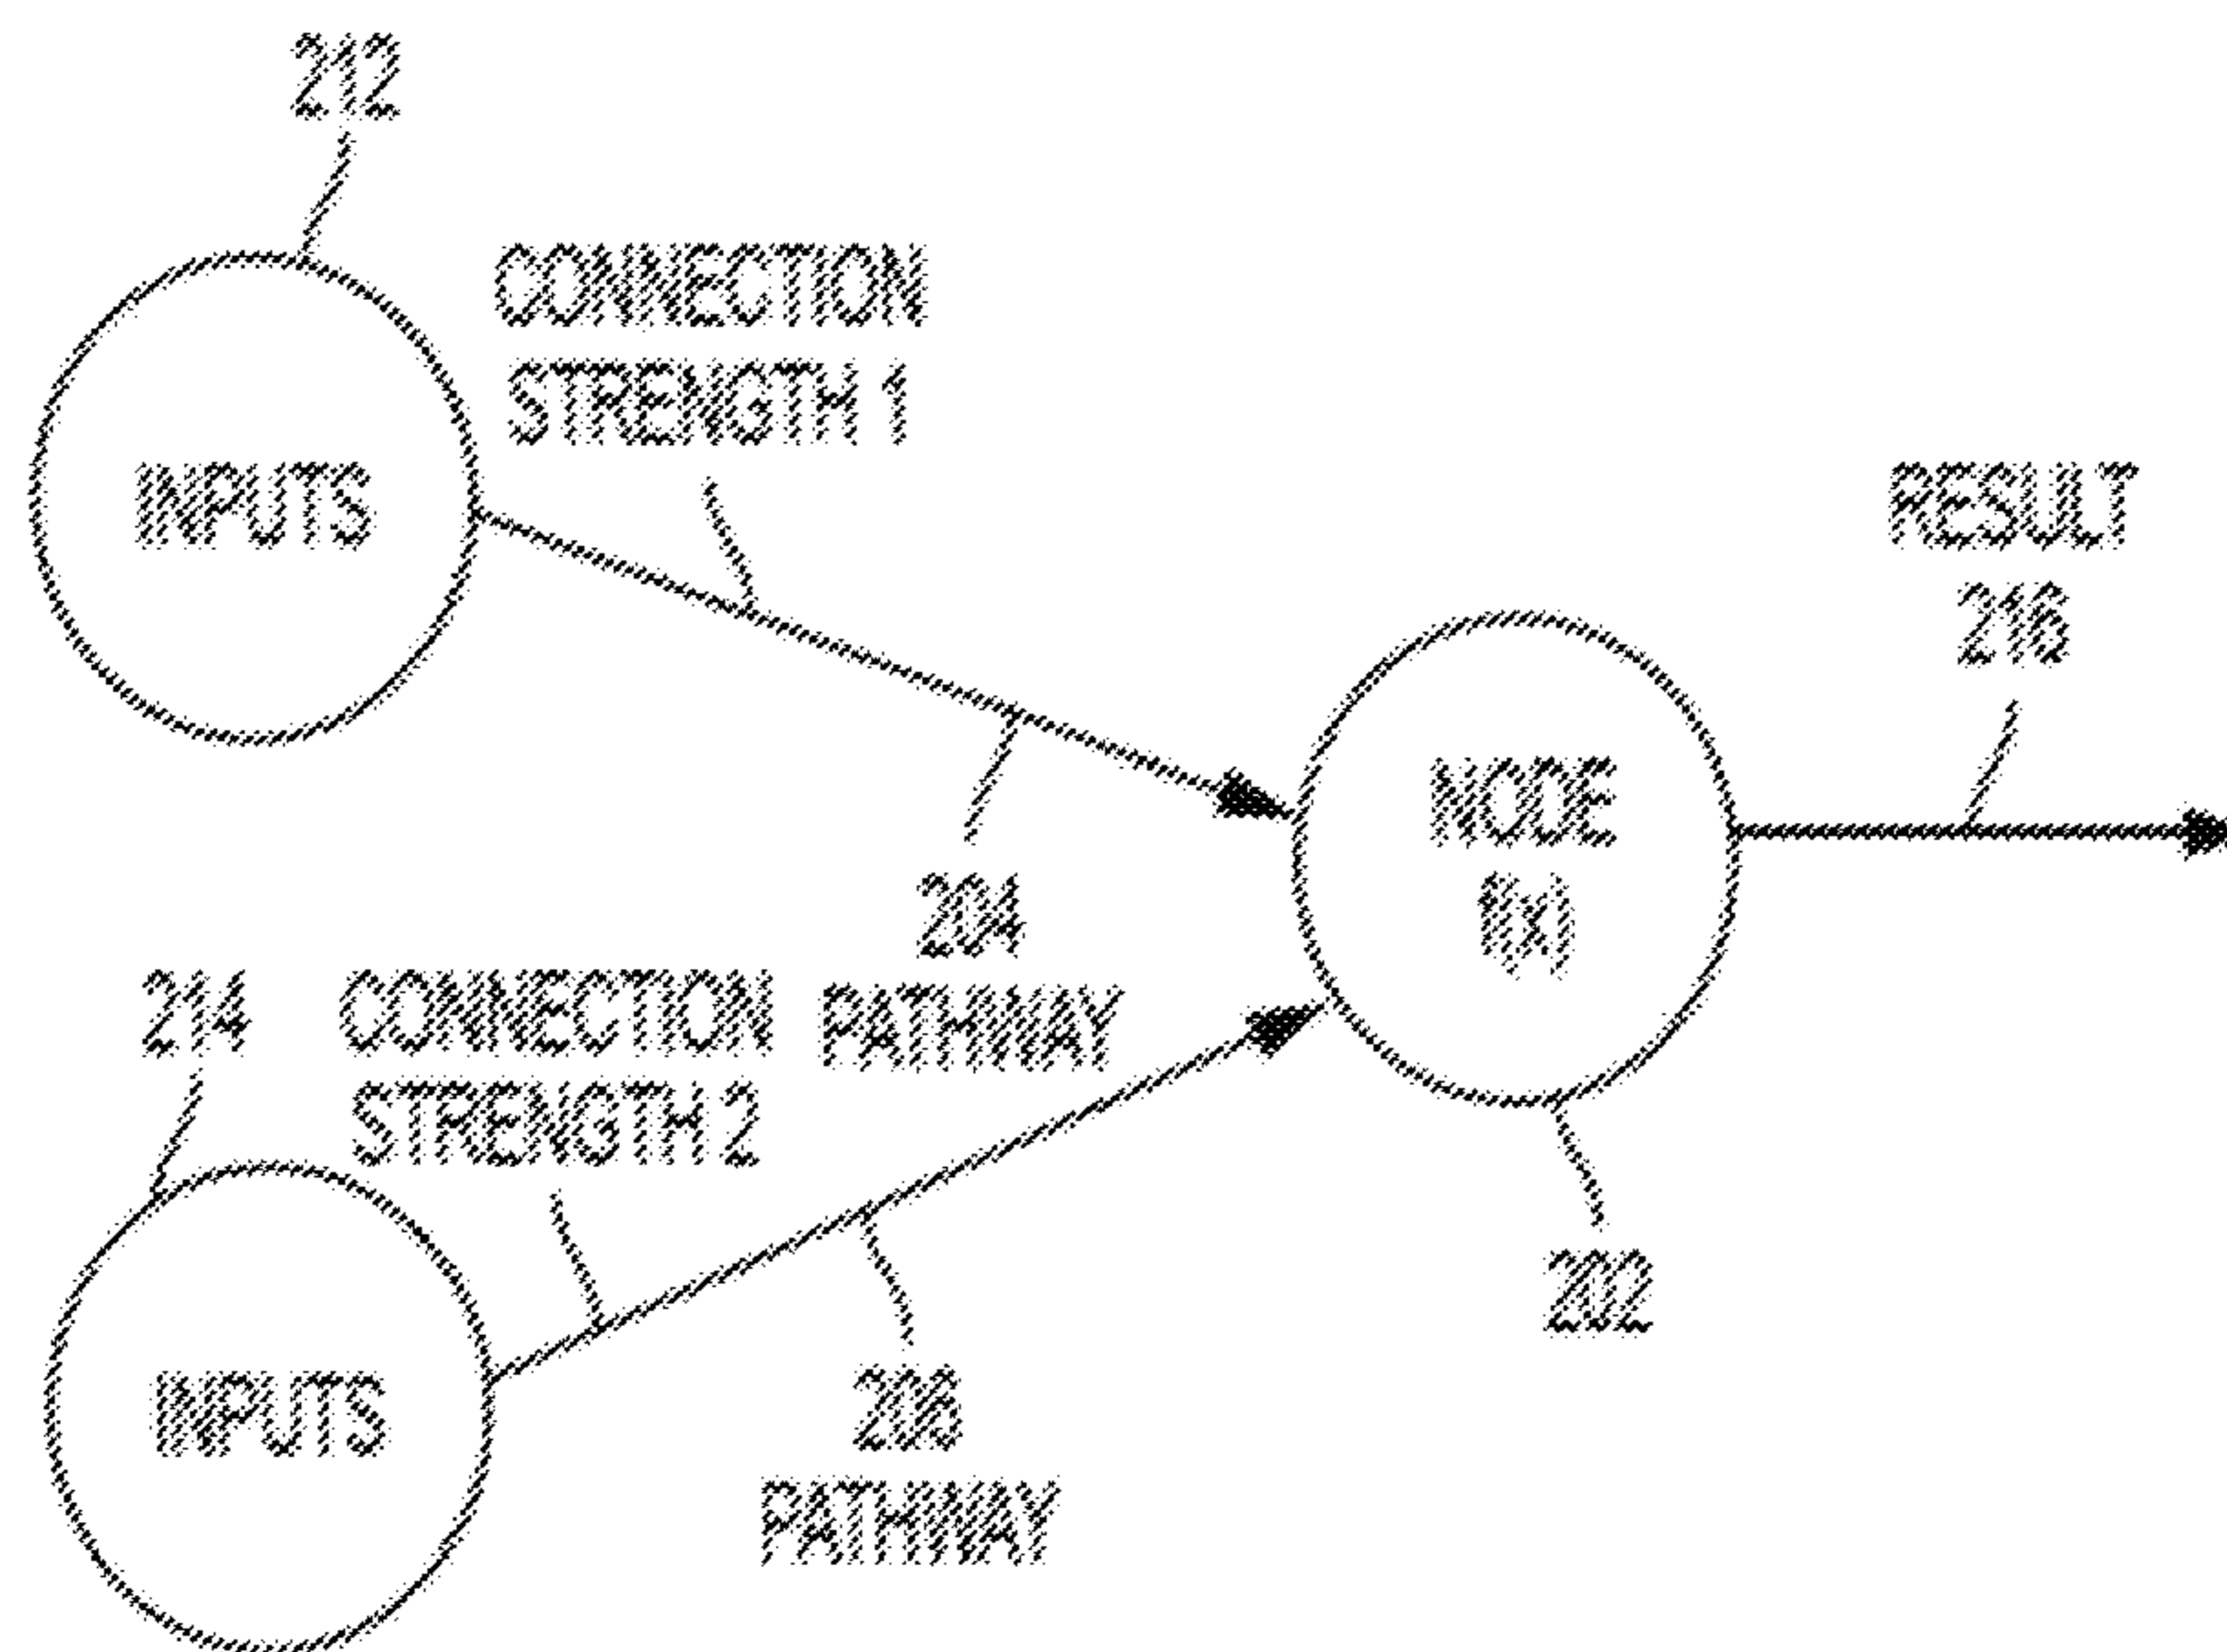 212
CONNECTION
STRENGTH 1
INPUTS
RESULT
216
NODE
f(x)
204
PATHWAY
214
CONNECTION
STRENGTH 2
202
INPUTS
206
PATHWAY